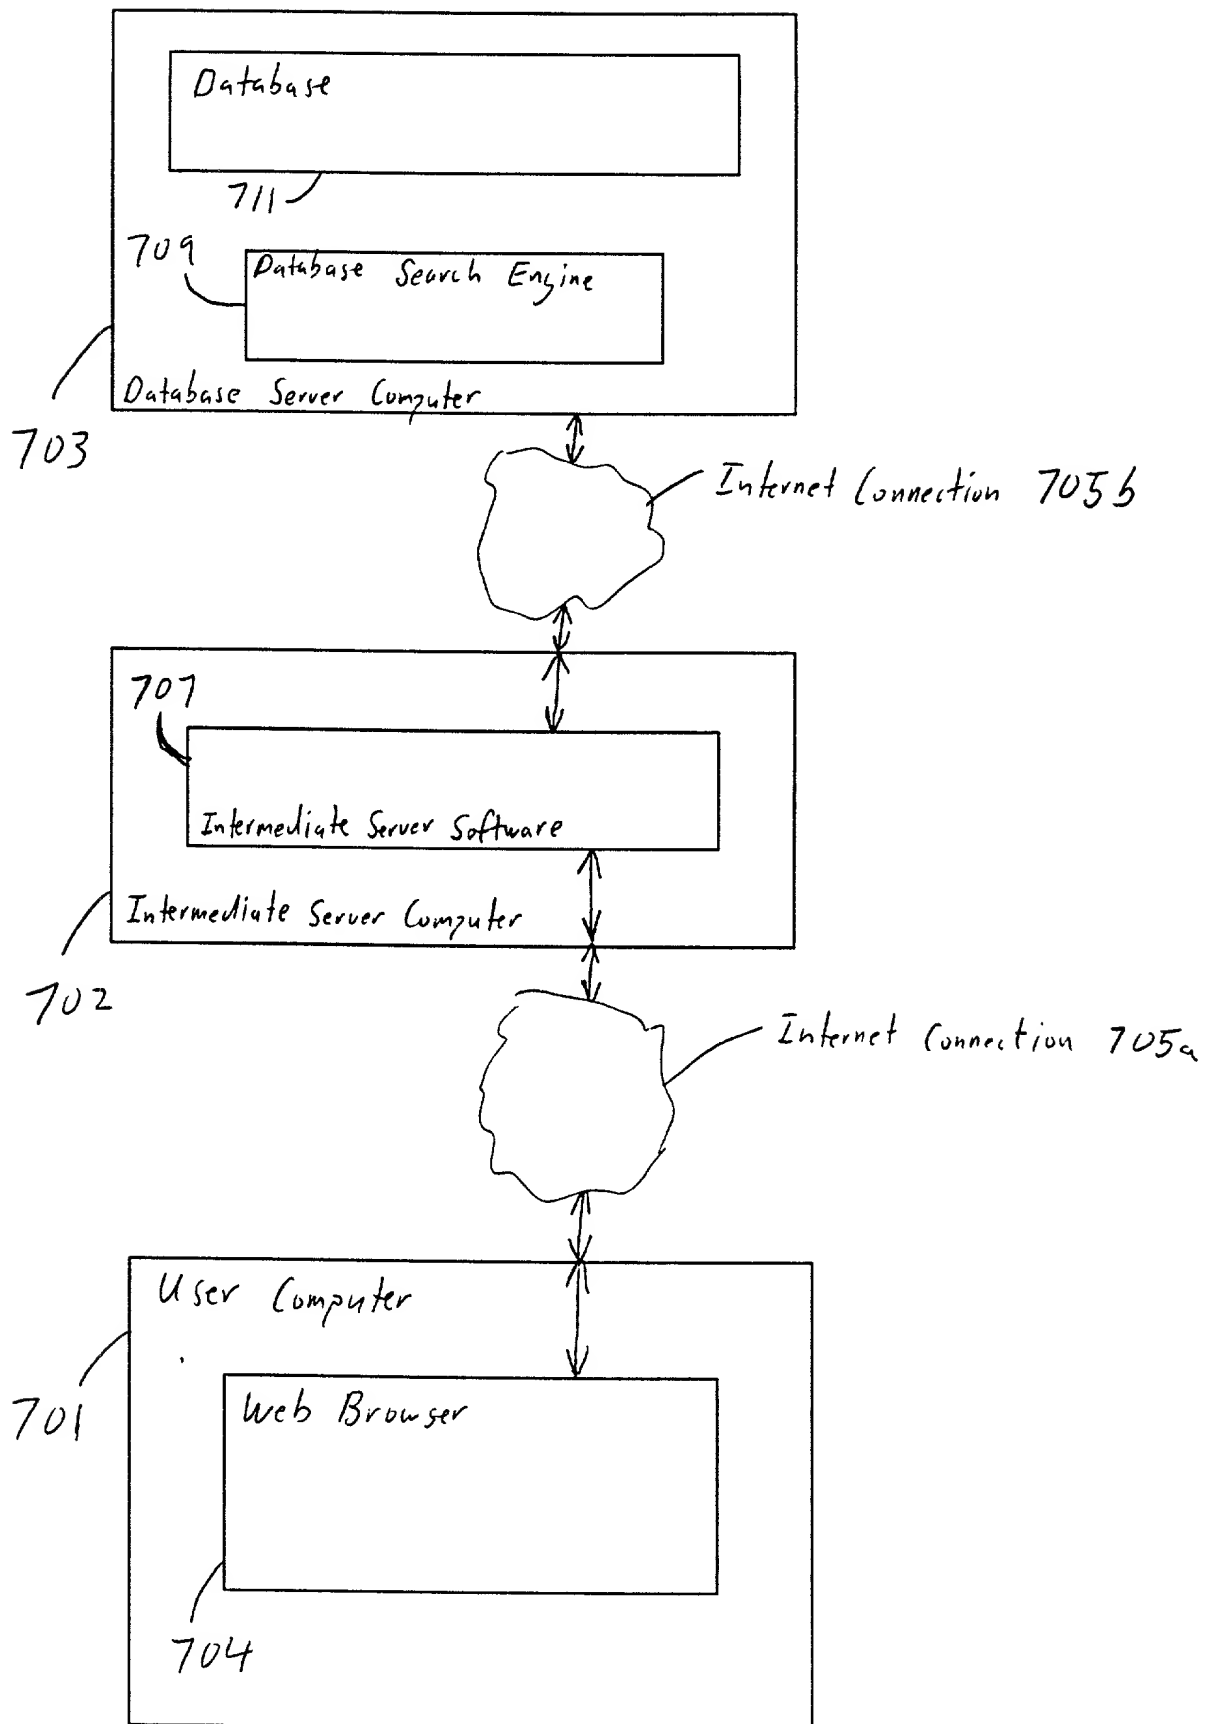 Database
711
709
Database Search Engine
Database Server Computer
703
Internet Connection 705b
707
Intermediate Server Software
Intermediate Server Computer
702
Internet Connection 705a
User Computer
701
Web Browser
704